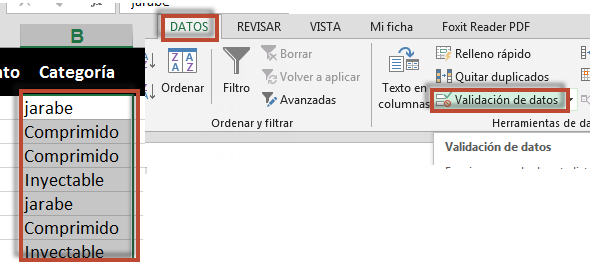 jarabe
B
nto Categoría
jarabe
Comprimido
Comprimido
Inyectable
jarabe
Comprimido
Inyectable
DATOS REVISAR VISTA Mi ficha Foxit Reader PDF
Ordenar
Filtro
Borrar
Volver a aplicar
Avanzadas
Ordenar y filtrar
Texto en
columnas
Relleno rápido
Quitar duplicados
Validación de datos
Herramientas de da
Validación de datos